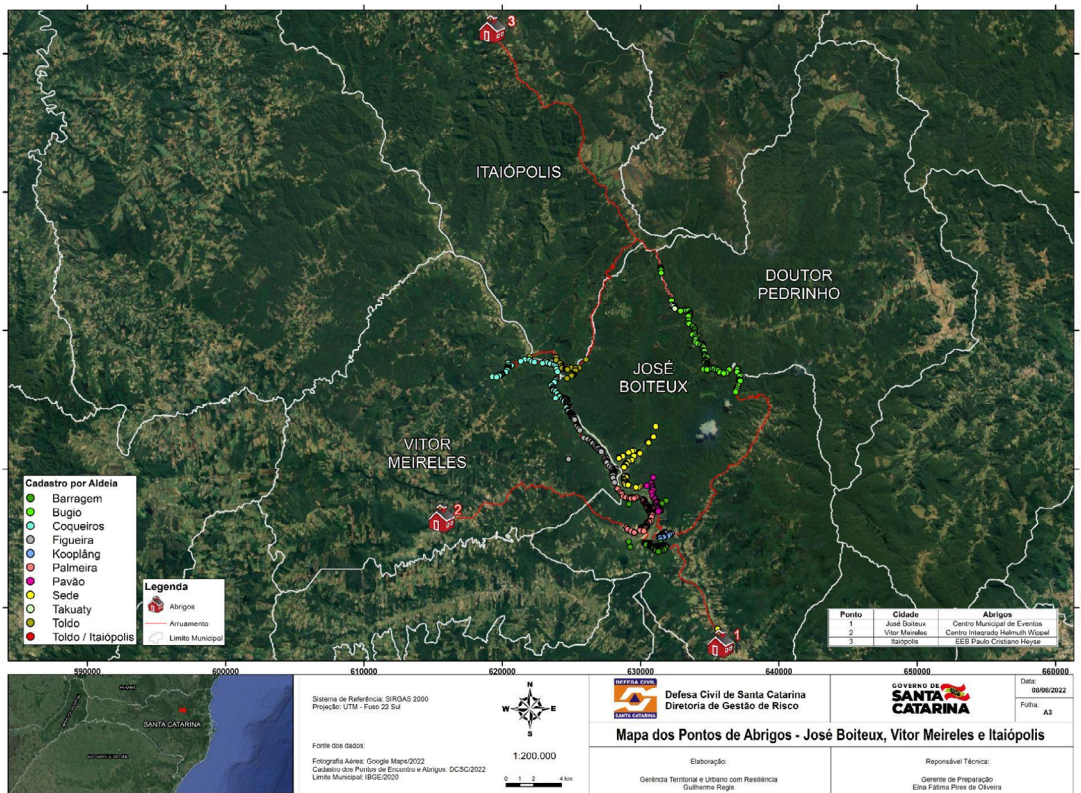 3
ITAIÓPOLIS
DOUTOR
PEDRINHO
JOSÉ
BOITEUX
VITOR
MEIRELES
2
1
Cadastro por Aldeia
Barragem
Bugio
Coqueiros
Figueira
Kooplâng
Palmeira
Pavão
Sede
Takuaty
Toldo
Toldo / Itaiópolis
Legenda
Abrigos
Arruamento
Limite Municipal
Ponto Cidade Abrigos
1 José Boiteux Centro Municipal de Eventos
2 Vitor Meireles Centro Integrado Helmuth Wippel
3 Itaiópolis EEB Paulo Cristiano Heyse
590000 600000 610000 620000 630000 640000 650000 660000
SANTA CATARINA
Sistema de Referência: SIRGAS 2000
Projeção: UTM - Fuso 22 Sul
Fonte dos dados:
Fotografia Aérea: Google Maps/2022
Cadastro dos Pontos de Encontro e Abrigos: DCSC/2022
Limite Municipal: IBGE/2020
N
W E
S
1:200.000
0 1 2 4 km
DEFESA CIVIL
SANTA CATARINA
Defesa Civil de Santa Catarina
Diretoria de Gestão de Risco
GOVERNO DE
SANTA
CATARINA
Data:
08/08/2022
Folha:
A3
Mapa dos Pontos de Abrigos - José Boiteux, Vitor Meireles e Itaiópolis
Elaboração:
Gerência Territorial e Urbano com Resiliência
Guilherme Regis
Reponsável Técnica:
Gerente de Preparação
Elna Fátima Pires de Oliveira